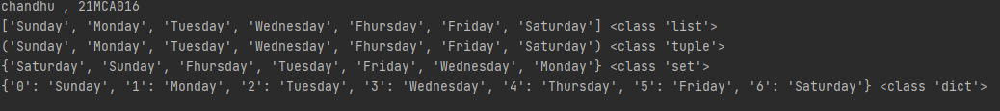 chandhu , 21MCA016
['Sunday', 'Monday', 'Tuesday', 'Wednesday', 'Fhursday', 'Friday', 'Saturday'] <class 'list'>
('Sunday', 'Monday', 'Tuesday', 'Wednesday', 'Fhursday', 'Friday', 'Saturday') <class 'tuple'>
{'Saturday', 'Sunday', 'Fhursday', 'Tuesday', 'Friday', 'Wednesday', 'Monday'} <class 'set'>
{'0': 'Sunday', '1': 'Monday', '2': 'Tuesday', '3': 'Wednesday', '4': 'Thursday', '5': 'Friday', '6': 'Saturday'} <class 'dict'>